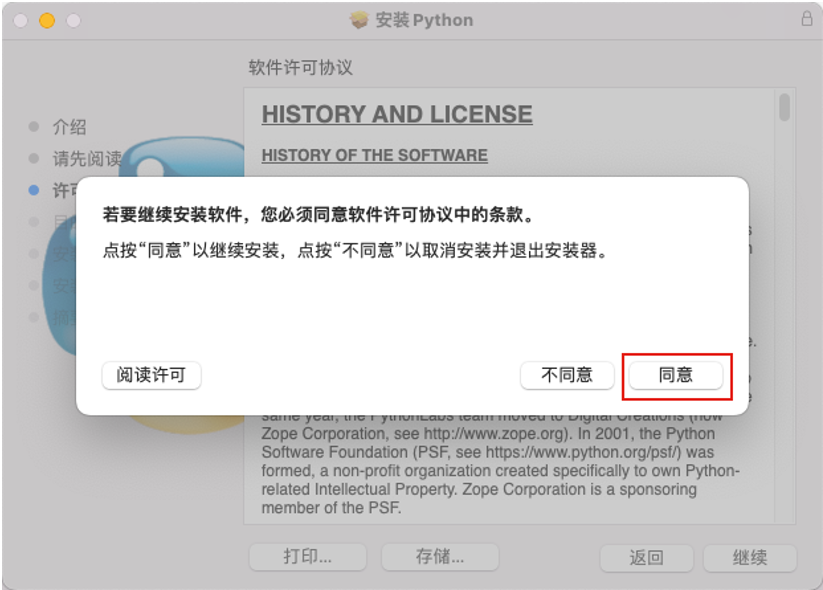 安装 Python
软件许可协议
介绍
请先阅读
许可
HISTORY AND LICENSE
HISTORY OF THE SOFTWARE
若要继续安装软件，您必须同意软件许可协议中的条款。
点按“同意”以继续安装，点按“不同意”以取消安装并退出安装器。
阅读许可
不同意
同意
same year, the PythonLabs team moved to Digital Creations (now
Zope Corporation, see http://www.zope.org). In 2001, the Python
Software Foundation (PSF, see https://www.python.org/psf/) was
formed, a non-profit organization created specifically to own Python-
related Intellectual Property. Zope Corporation is a sponsoring
member of the PSF.
打印...
存储...
返回
继续